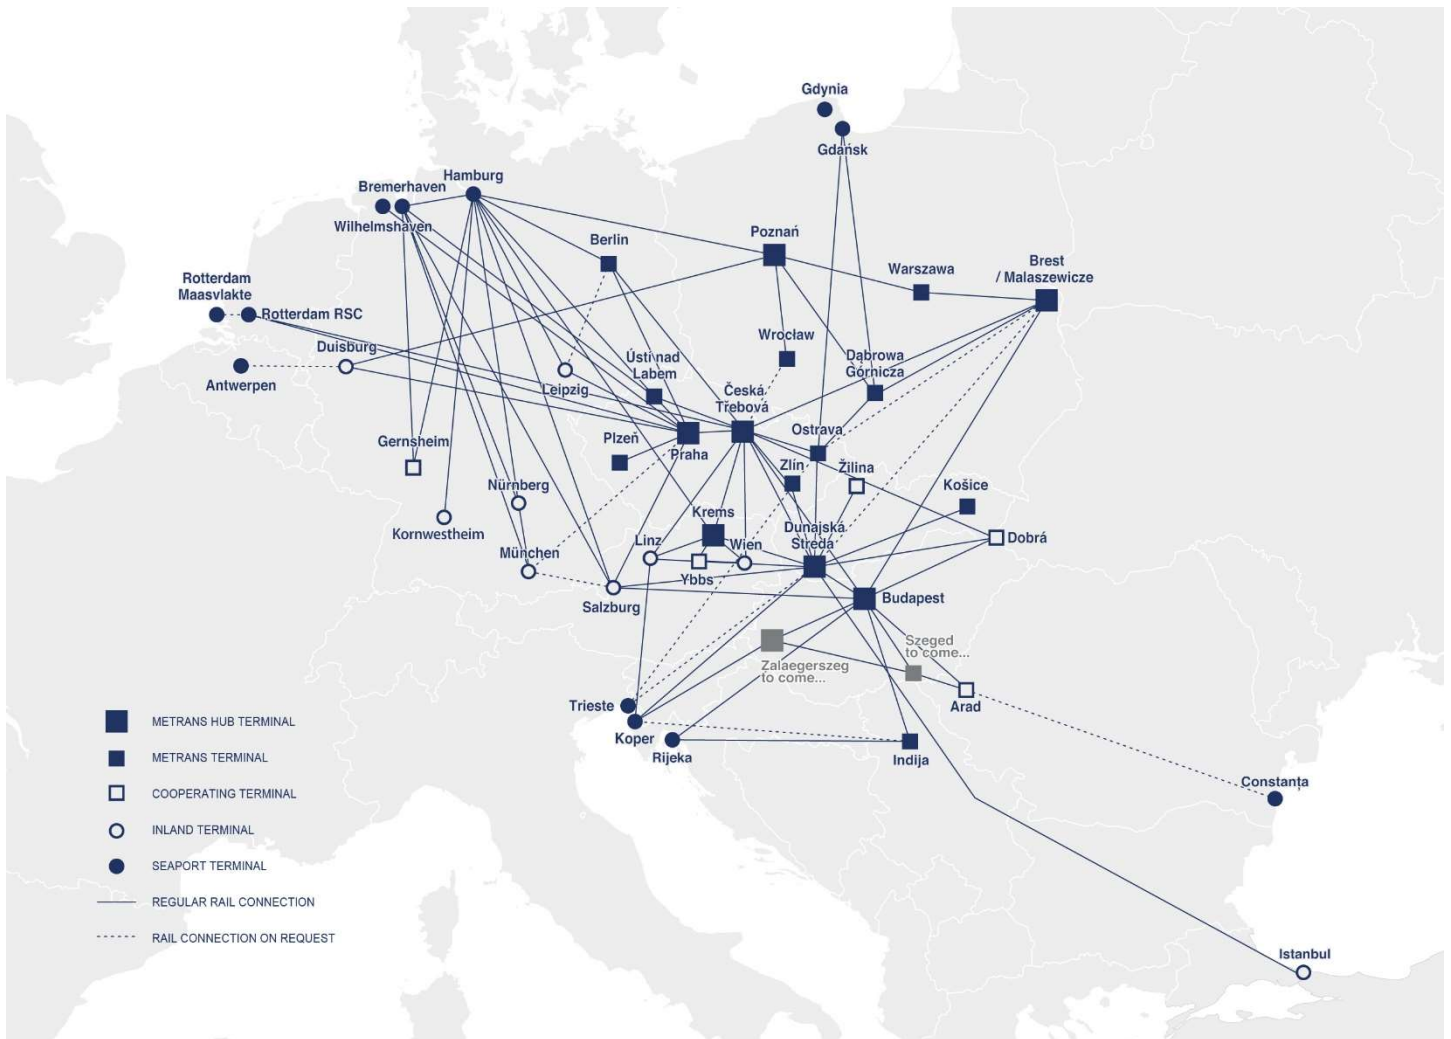 Gdynia
Gdańsk
Hamburg
Bremerhaven
Wilhelmshaven
Berlin
Poznań
Warszawa
Brest
/ Malaszewicze
Rotterdam
Maasvlakte
Rotterdam RSC
Duisburg
Antwerpen
Leipzig
Ústí nad
Labem
Wrocław
Dąbrowa
Górnicza
Česká
Třebová
Gernsheim
Plzeň
Praha
Ostrava
Zlín
Žilina
Košice
Nürnberg
Kornwestheim
München
Krems
Linz
Wien
Ybbs
Dunajská
Streda
Dobrá
Salzburg
Budapest
Szeged
to come...
Zalaegerszeg
to come...
Trieste
Koper
Rijeka
Indija
Arad
Constanța
Istanbul
METRANS HUB TERMINAL
METRANS TERMINAL
COOPERATING TERMINAL
INLAND TERMINAL
SEAPORT TERMINAL
REGULAR RAIL CONNECTION
RAIL CONNECTION ON REQUEST